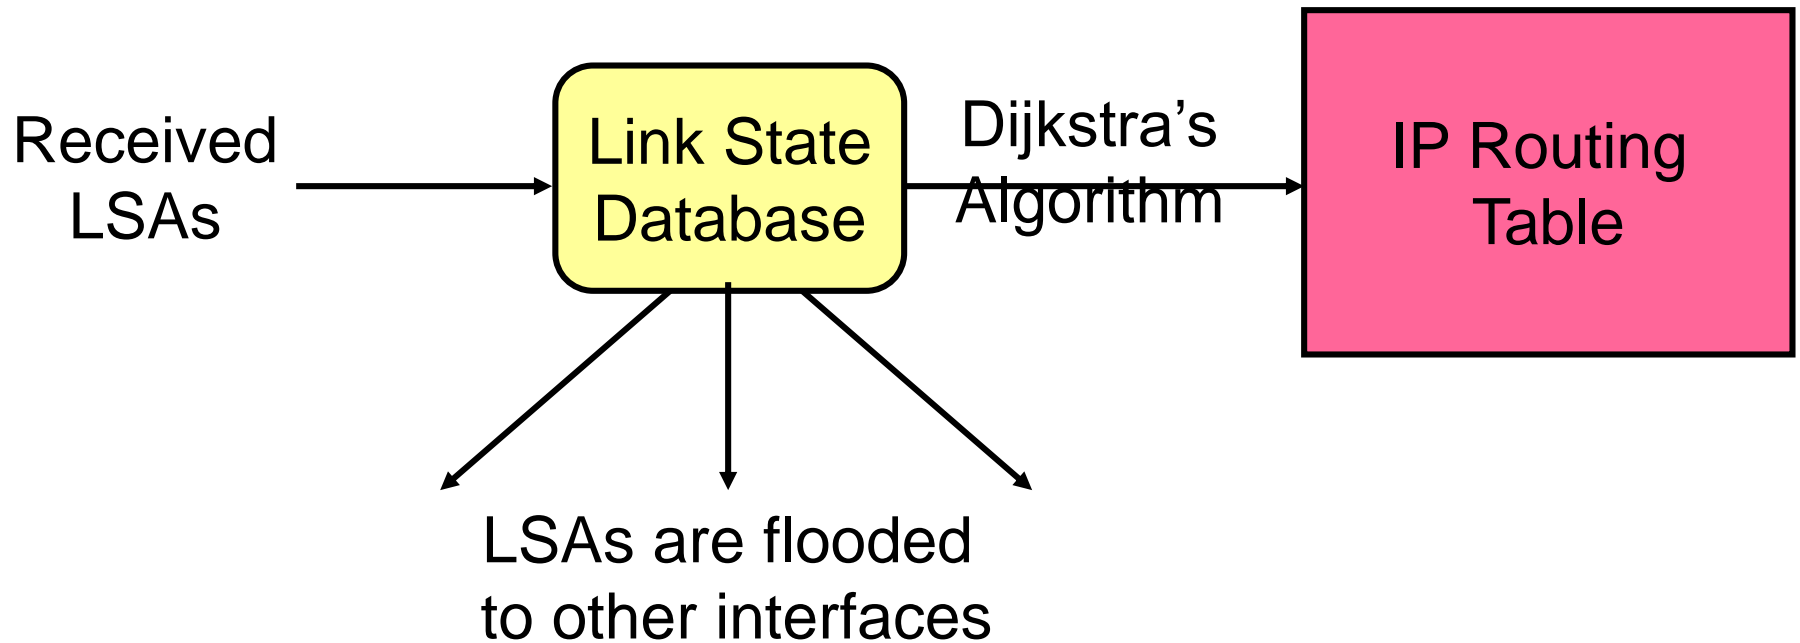 Received
LSAs
Link State
Database
Dijkstra’s
Algorithm
IP Routing
Table
LSAs are flooded
to other interfaces